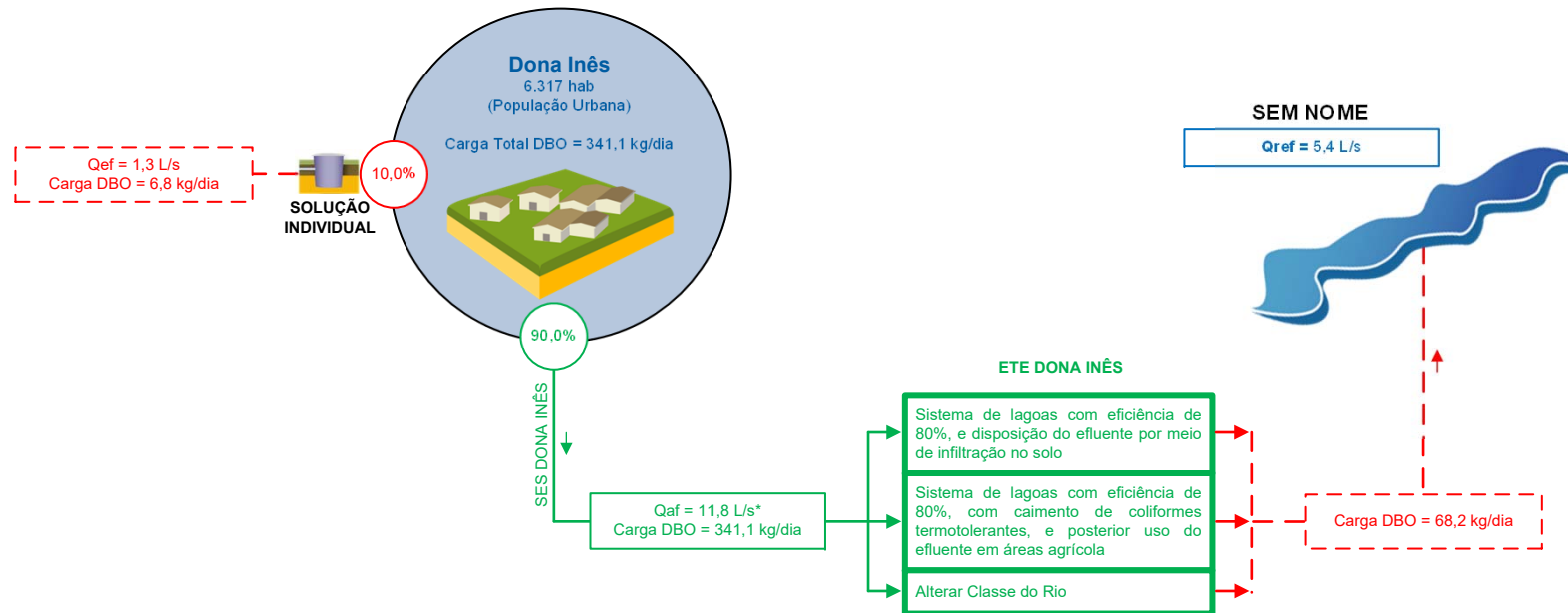 Dona Inês
6.317 hab
(População Urbana)
Carga Total DBO = 341,1 kg/dia
SEM NOME
Qref = 5,4 L/s
Qef = 1,3 L/s
Carga DBO = 6,8 kg/dia
10,0%
SOLUÇÃO
INDIVIDUAL
90,0%
SES DONA INÊS
ETE DONA INÊS
Sistema de lagoas com eficiência de
80%, e disposição do efluente por meio
de infiltração no solo
Qaf = 11,8 L/s*
Carga DBO = 341,1 kg/dia
Sistema de lagoas com eficiência de
80%, com caimento de coliformes
termotolerantes, e posterior uso do
efluente em áreas agrícola
Carga DBO = 68,2 kg/dia
Alterar Classe do Rio